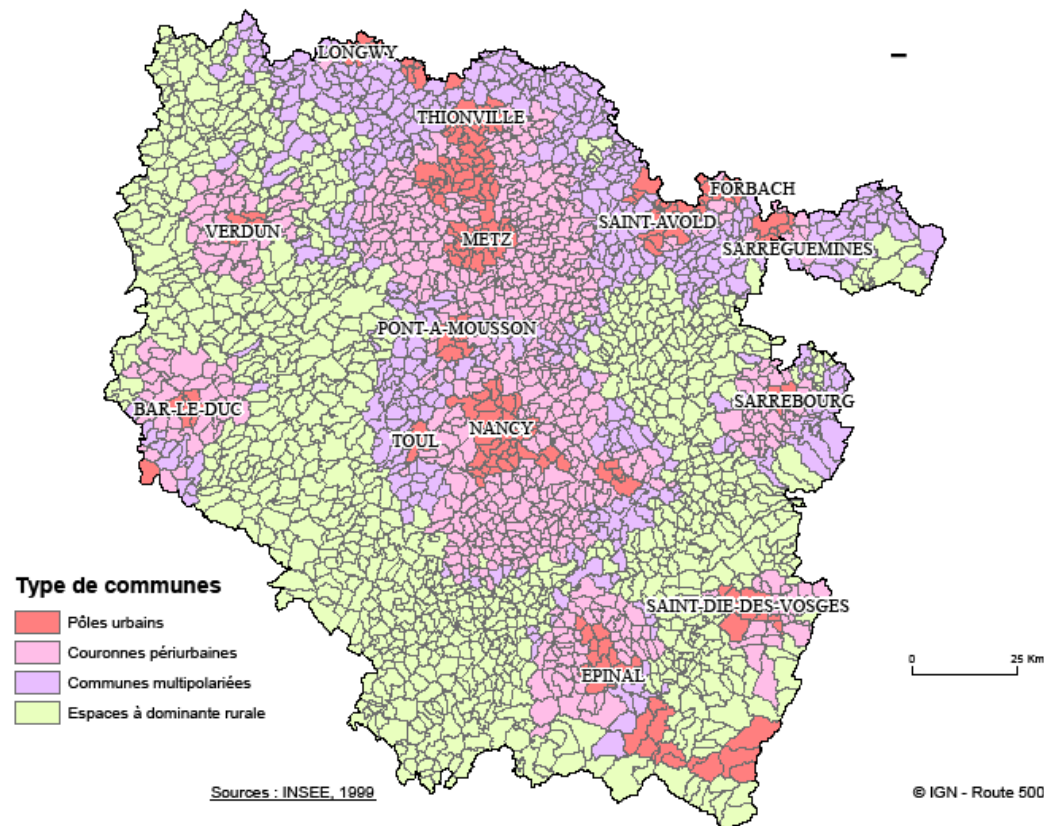 LONGWY
THIONVILLE
FORBACH
SAINT-AVOLD
VERDUN
METZ
SARREGUEMINES
PONT-A-MOUSSON
BAR-LE-DUC
SARREBOURG
TOUL
NANCY
Type de communes
Pôles urbains
Couronnes périurbaines
Communes multipolariées
Espaces à dominante rurale
SAINT-DIE-DES-VOSGES
EPINAL
0 25 Km
Sources : INSEE, 1999
© IGN - Route 500